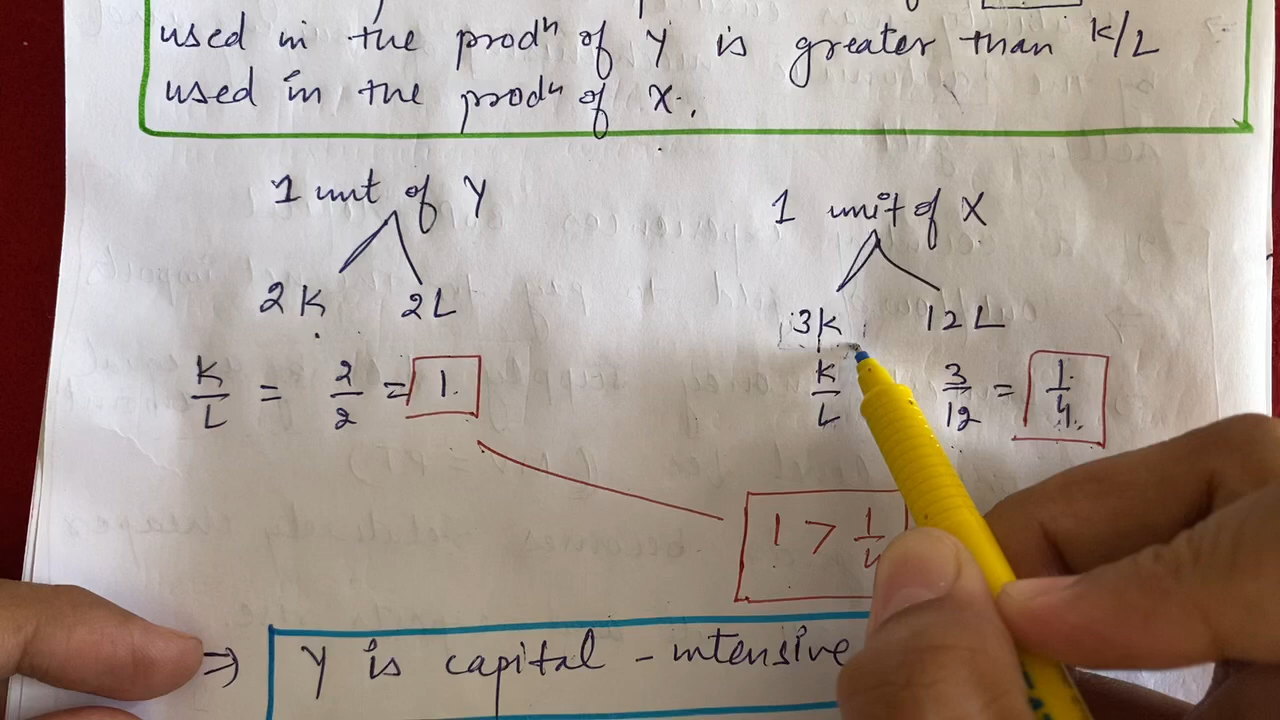 used in the prodⁿ of Y is greater than K/L
used in the prodⁿ of X.
1 unit of Y
1 unit of X
2K 2L
3K 12L
K/L = 2/2 = 1
K/L 3/12 = 1/4
1 > 1/4
⇒ Y is capital - intensive